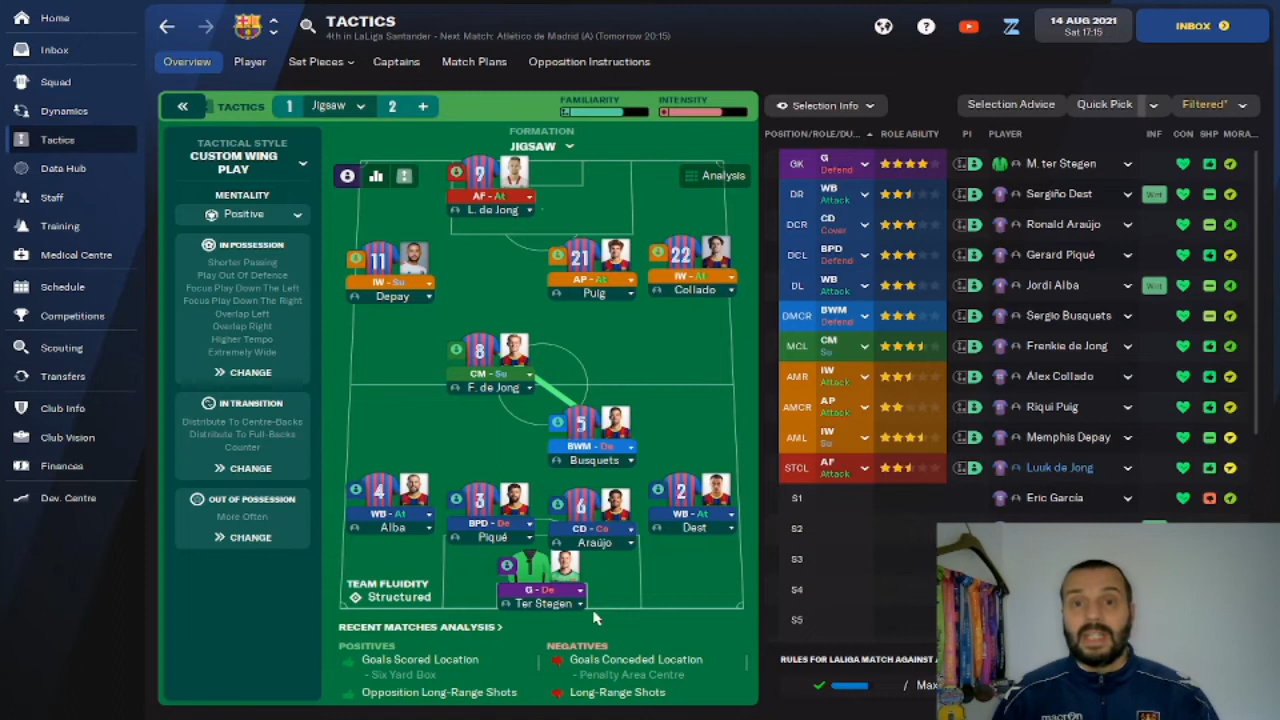 Home
Inbox
Squad
Dynamics
Tactics
Data Hub
Staff
Training
Medical Centre
Schedule
Competitions
Scouting
Transfers
Club Info
Club Vision
Finances
Dev. Centre
TACTICS
4th in LaLiga Santander - Next Match: Atlético de Madrid (A) (Tomorrow 20:15)
14 AUG 2021
Sat 17:15
INBOX
Overview Player Set Pieces Captains Match Plans Opposition Instructions
TACTICS 1 Jigsaw 2 +
FAMILIARITY INTENSITY
TACTICAL STYLE
CUSTOM WING
PLAY
MENTALITY
Positive
IN POSSESSION
Shorter Passing
Play Out Of Defence
Focus Play Down The Left
Focus Play Down The Right
Overlap Left
Overlap Right
Higher Tempo
Extremely Wide
CHANGE
IN TRANSITION
Distribute To Centre-Backs
Distribute To Full-Backs
Counter
CHANGE
OUT OF POSSESSION
More Often
CHANGE
FORMATION
JIGSAW
Analysis
9
AF - At
L. de Jong
11 21 22
IW - Su AP - At IW - At
Depay Puig Collado
8
CM - Su
F. de Jong
5
BWM - De
Busquets
4 3 6 2
WB - At BPD - De CD - Co WB - At
Alba Piqué Araújo Dest
1
G - De
Ter Stegen
TEAM FLUIDITY
Structured
RECENT MATCHES ANALYSIS >
POSITIVES NEGATIVES
Goals Scored Location Goals Conceded Location
- Six Yard Box - Penalty Area Centre
Opposition Long-Range Shots Long-Range Shots
Selection Info Selection Advice Quick Pick Filtered*
POSITION/ROLE/DU... ROLE ABILITY PI PLAYER INF CON SHP MORA...
GK G Defend M. ter Stegen
DR WB Attack Sergiño Dest Wnt
DCR CD Cover Ronald Araújo
DCL BPD Defend Gerard Piqué
DL WB Attack Jordi Alba Wnt
DMCR BWM Defend Sergio Busquets
MCL CM Su Frenkie de Jong
AMR IW Attack Álex Collado
AMCR AP Attack Riqui Puig
AML IW Su Memphis Depay
STCL AF Attack Luuk de Jong
S1 Eric García
S2
S3
S4
S5
RULES FOR LALIGA MATCH AGAINST
/ Max
macron